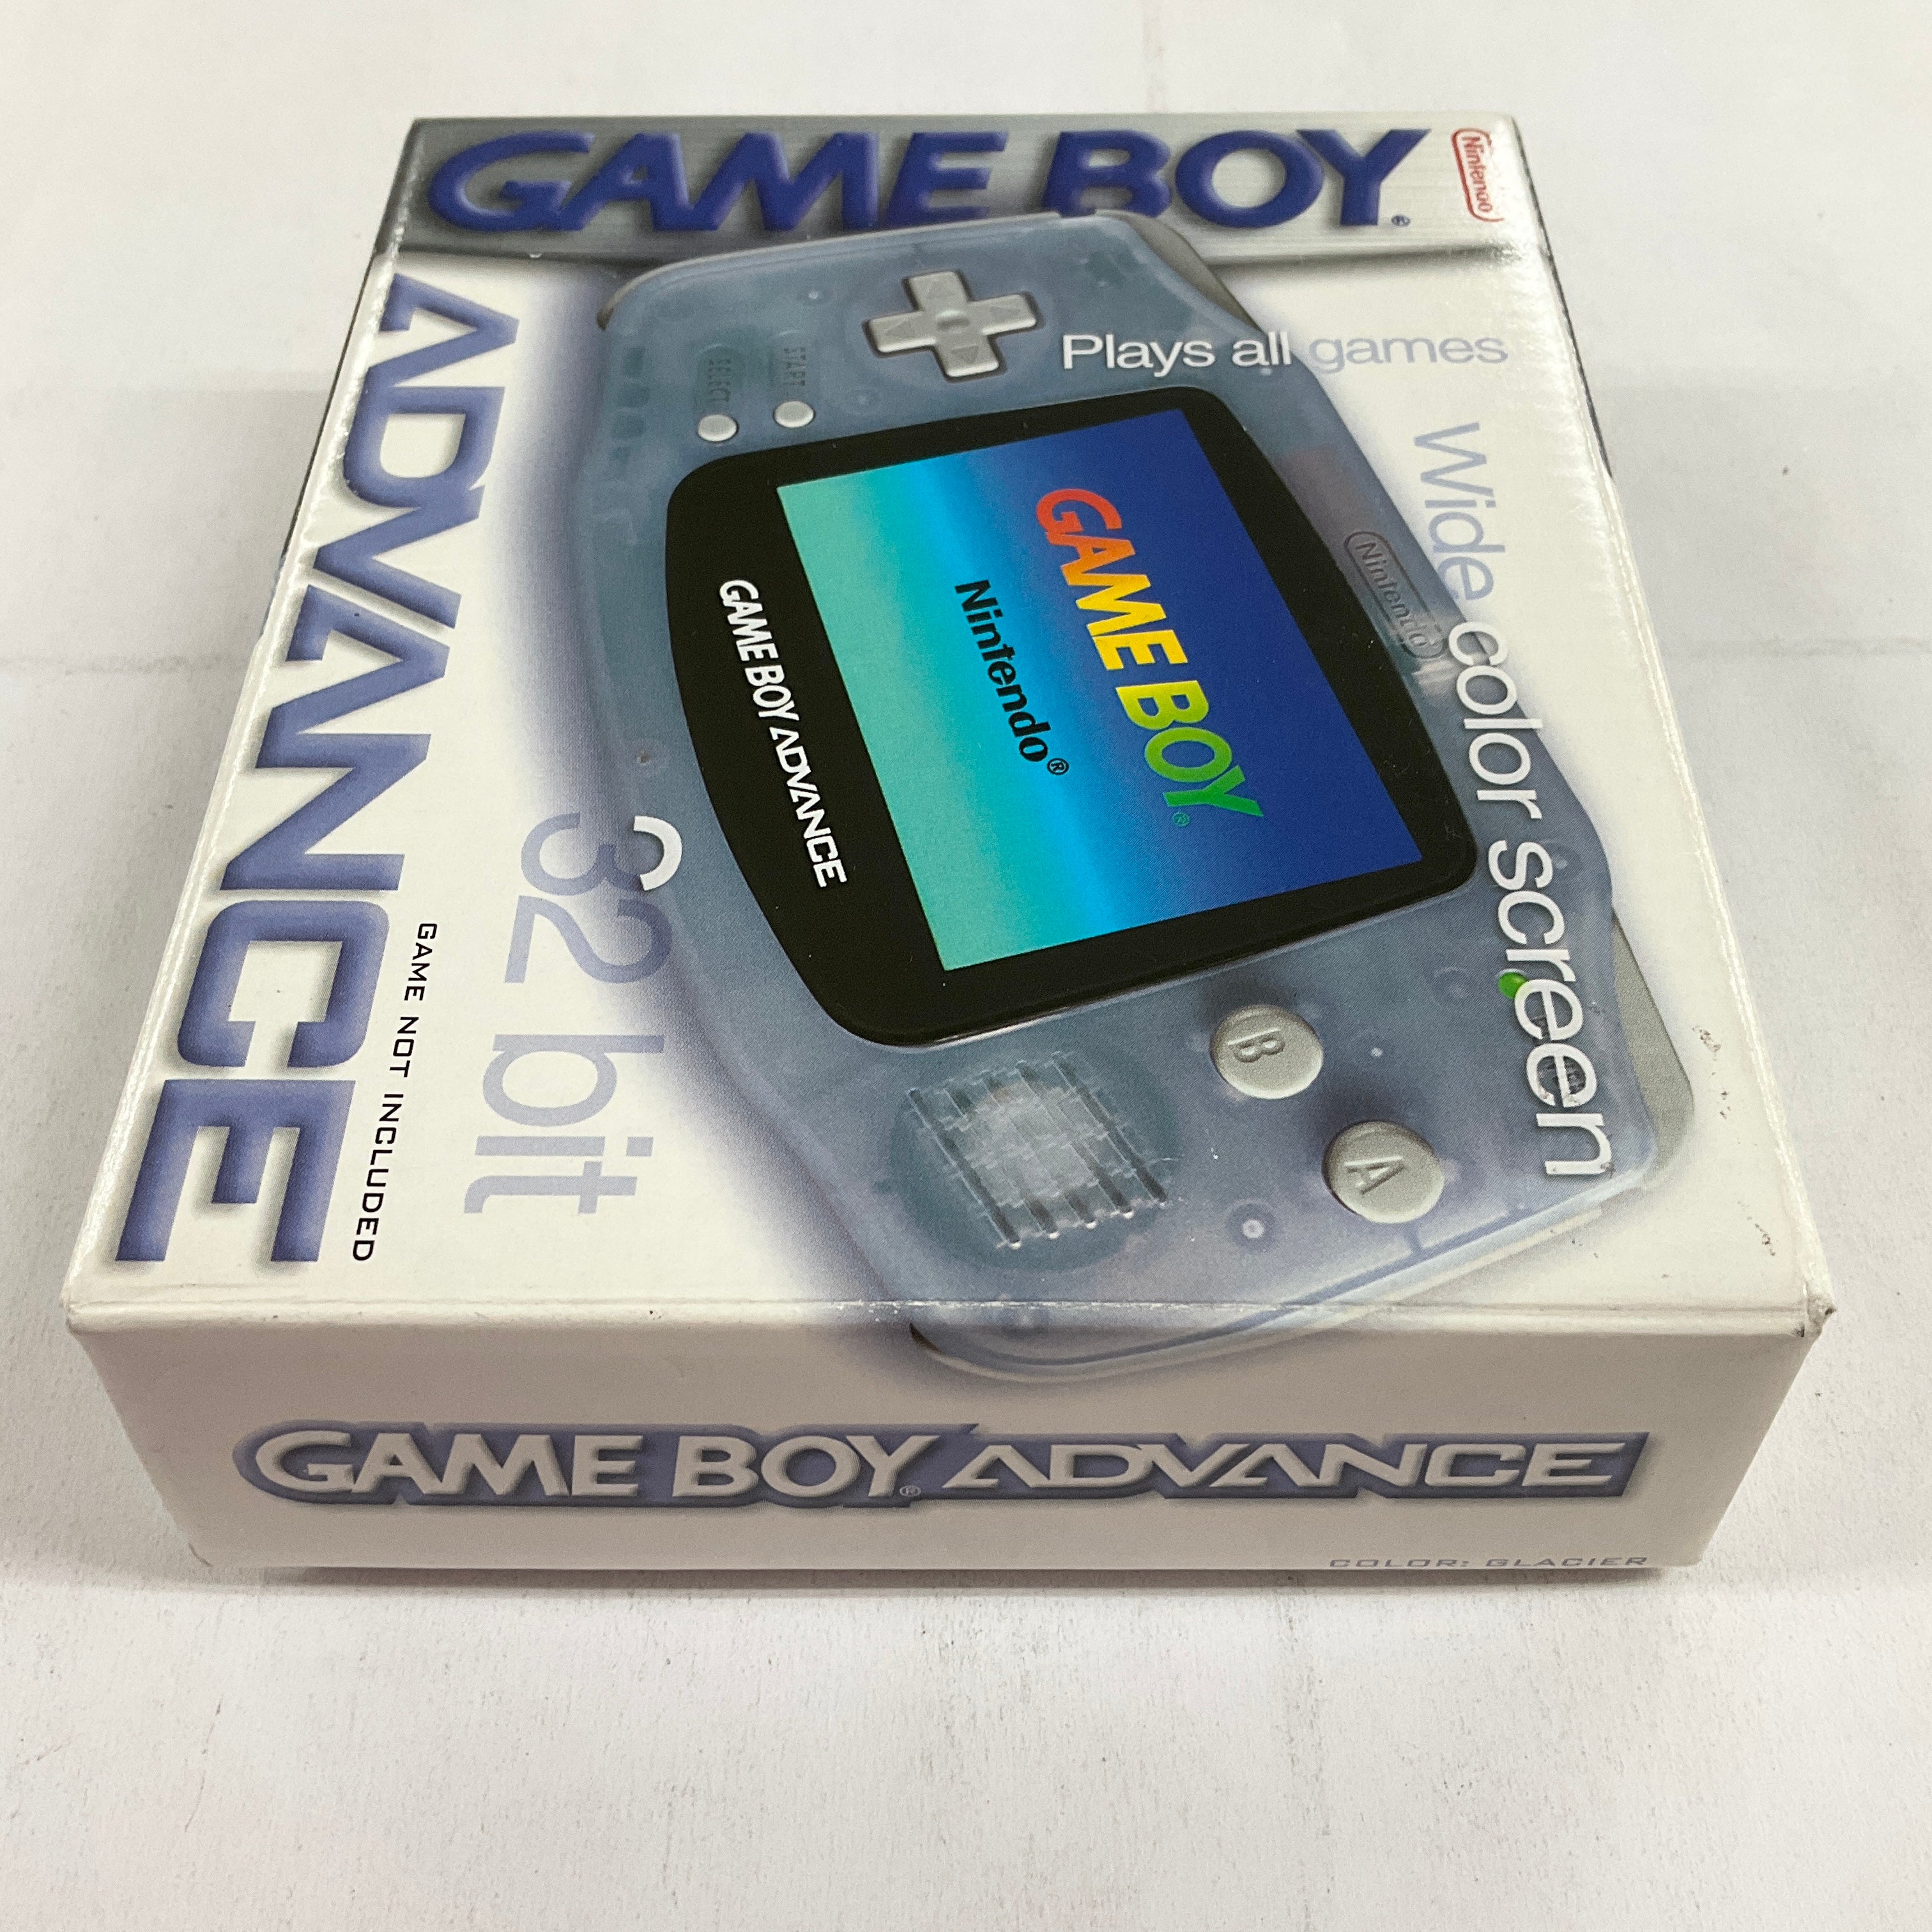 GAME BOY®
Nintendo
ADVANCE
Plays all games
Wide color screen
SELECT
START
Nintendo
GAME BOY®
Nintendo®
GAME BOY ADVANCE
B
A
32 bit
GAME NOT INCLUDED
GAME BOY® ADVANCE
COLOR: GLACIER